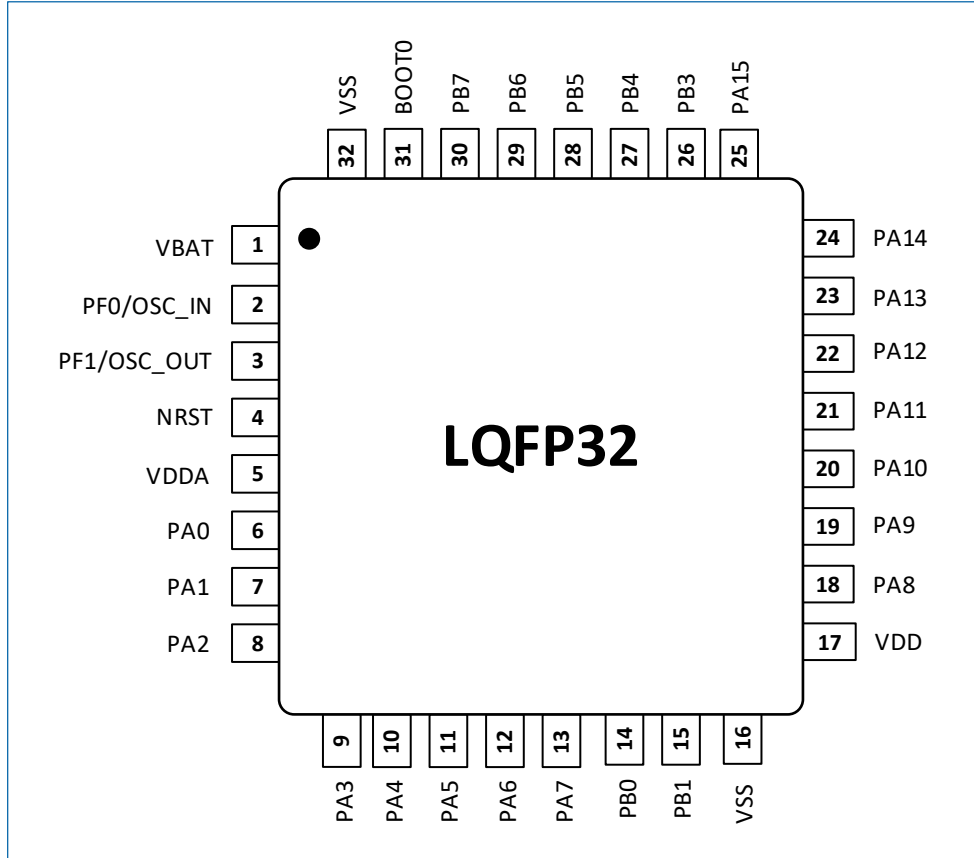 VSS
BOOT0
PB7
PB6
PB5
PB4
PB3
PA15
32
31
30
29
28
27
26
25
VBAT 1
PF0/OSC_IN 2
PF1/OSC_OUT 3
NRST 4
VDDA 5
PA0 6
PA1 7
PA2 8
LQFP32
24 PA14
23 PA13
22 PA12
21 PA11
20 PA10
19 PA9
18 PA8
17 VDD
9
10
11
12
13
14
15
16
PA3
PA4
PA5
PA6
PA7
PB0
PB1
VSS